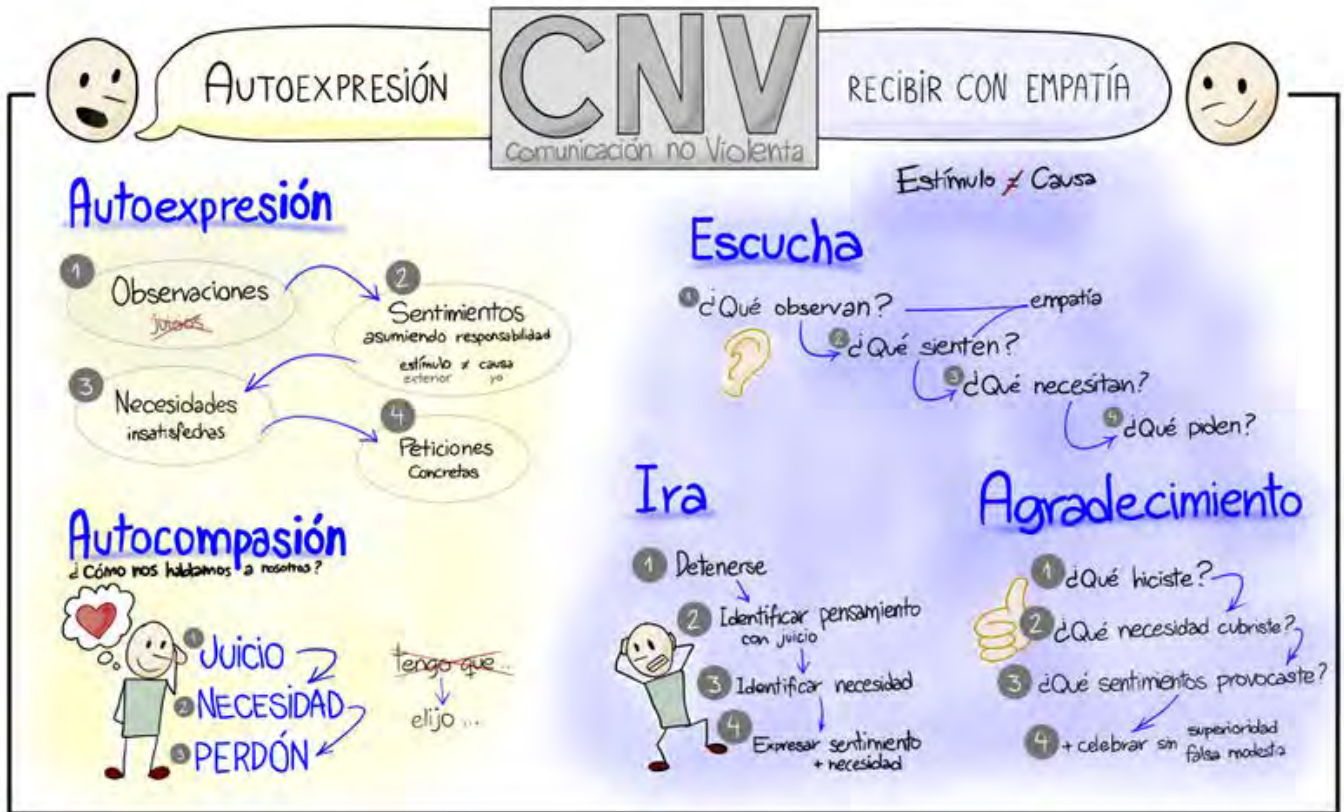 AUTOEXPRESIÓN
CNV
Comunicación no Violenta
RECIBIR CON EMPATÍA
Autoexpresión
1 Observaciones
juicios
2 Sentimientos
asumiendo responsabilidad
estímulo ≠ causa
exterior yo
3 Necesidades
insatisfechas
4 Peticiones
Concretas
Autocompasión
¿Cómo nos hablamos a nosotros?
1 JUICIO
2 NECESIDAD
3 PERDÓN
tengo que ...
elijo ...
Estímulo ≠ Causa
Escucha
1 ¿Qué observan?
empatía
2 ¿Qué sienten?
3 ¿Qué necesitan?
4 ¿Qué piden?
Ira
1 Detenerse
2 Identificar pensamiento
con juicio
3 Identificar necesidad
4 Expresar sentimiento
+ necesidad
Agradecimiento
1 ¿Qué hiciste?
2 ¿Qué necesidad cubriste?
3 ¿Qué sentimientos provocaste?
4 + celebrar sin superioridad
falsa modestia